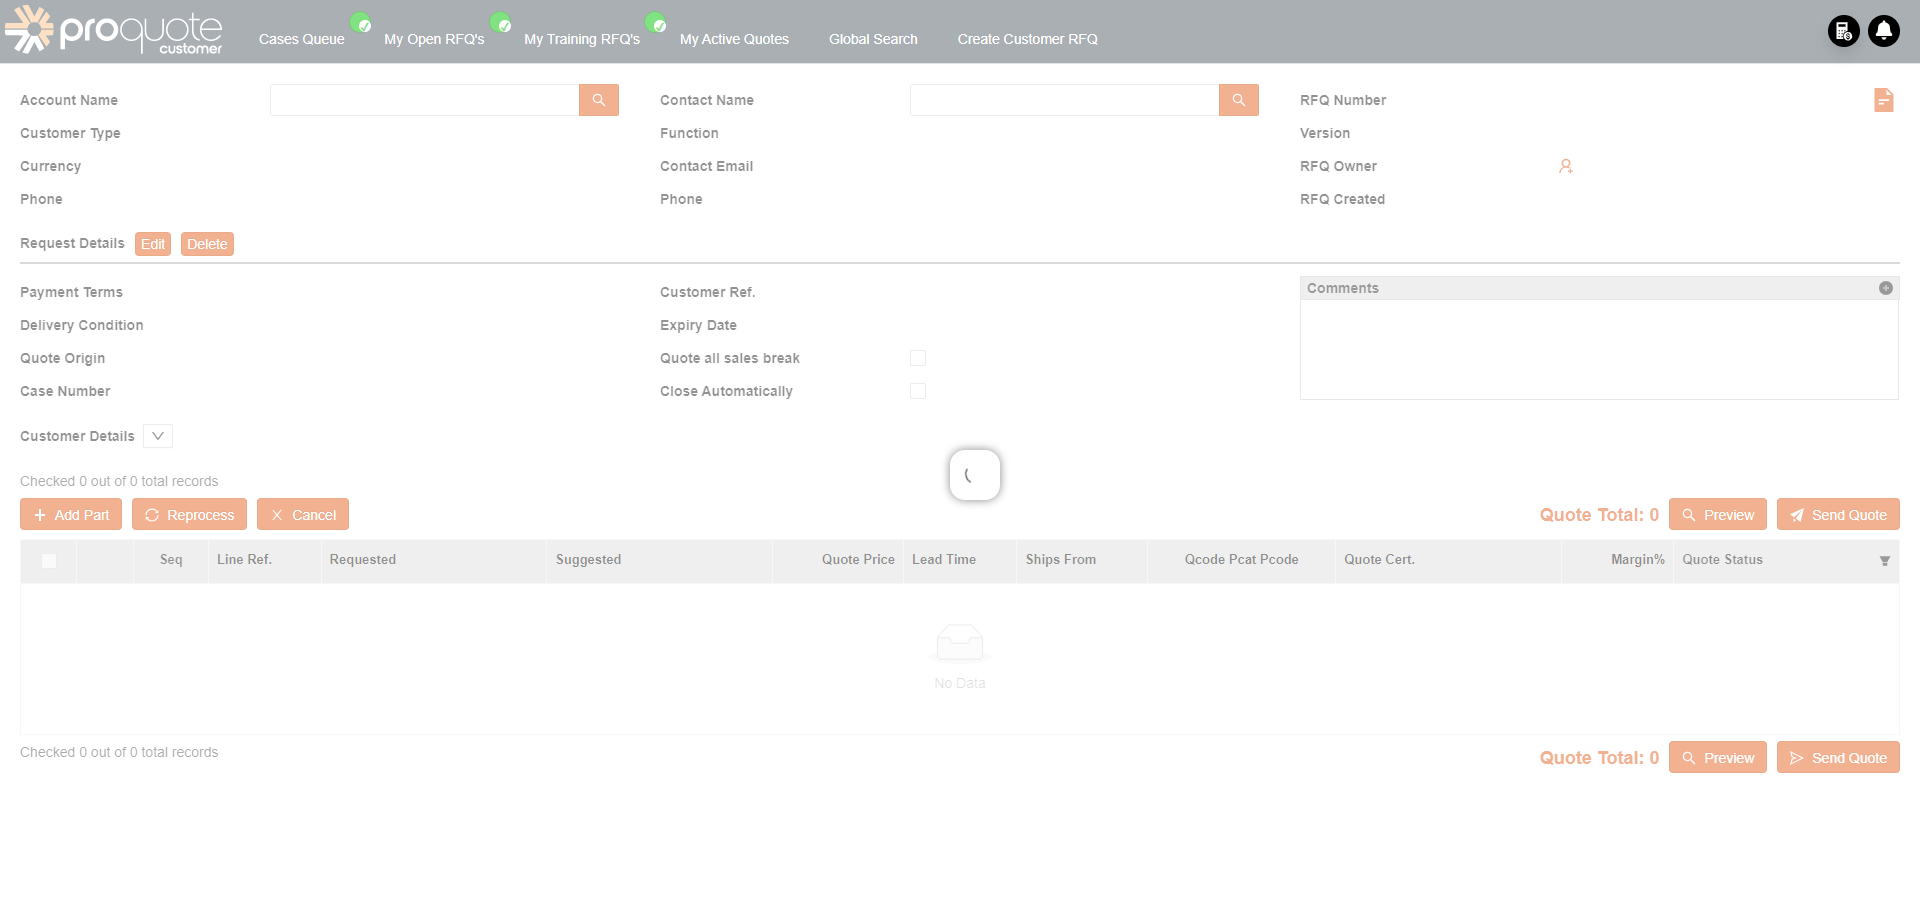 proquote
customer
Cases Queue
My Open RFQ's
My Training RFQ's
My Active Quotes
Global Search
Create Customer RFQ
Account Name
Contact Name
RFQ Number
Customer Type
Function
Version
Currency
Contact Email
RFQ Owner
Phone
Phone
RFQ Created
Request Details
Edit
Delete
Payment Terms
Customer Ref.
Comments
Delivery Condition
Expiry Date
Quote Origin
Quote all sales break
Case Number
Close Automatically
Customer Details
Checked 0 out of 0 total records
Add Part
Reprocess
Cancel
Quote Total: 0
Preview
Send Quote
Seq
Line Ref.
Requested
Suggested
Quote Price
Lead Time
Ships From
Qcode Pcat Pcode
Quote Cert.
Margin%
Quote Status
No Data
Checked 0 out of 0 total records
Quote Total: 0
Preview
Send Quote